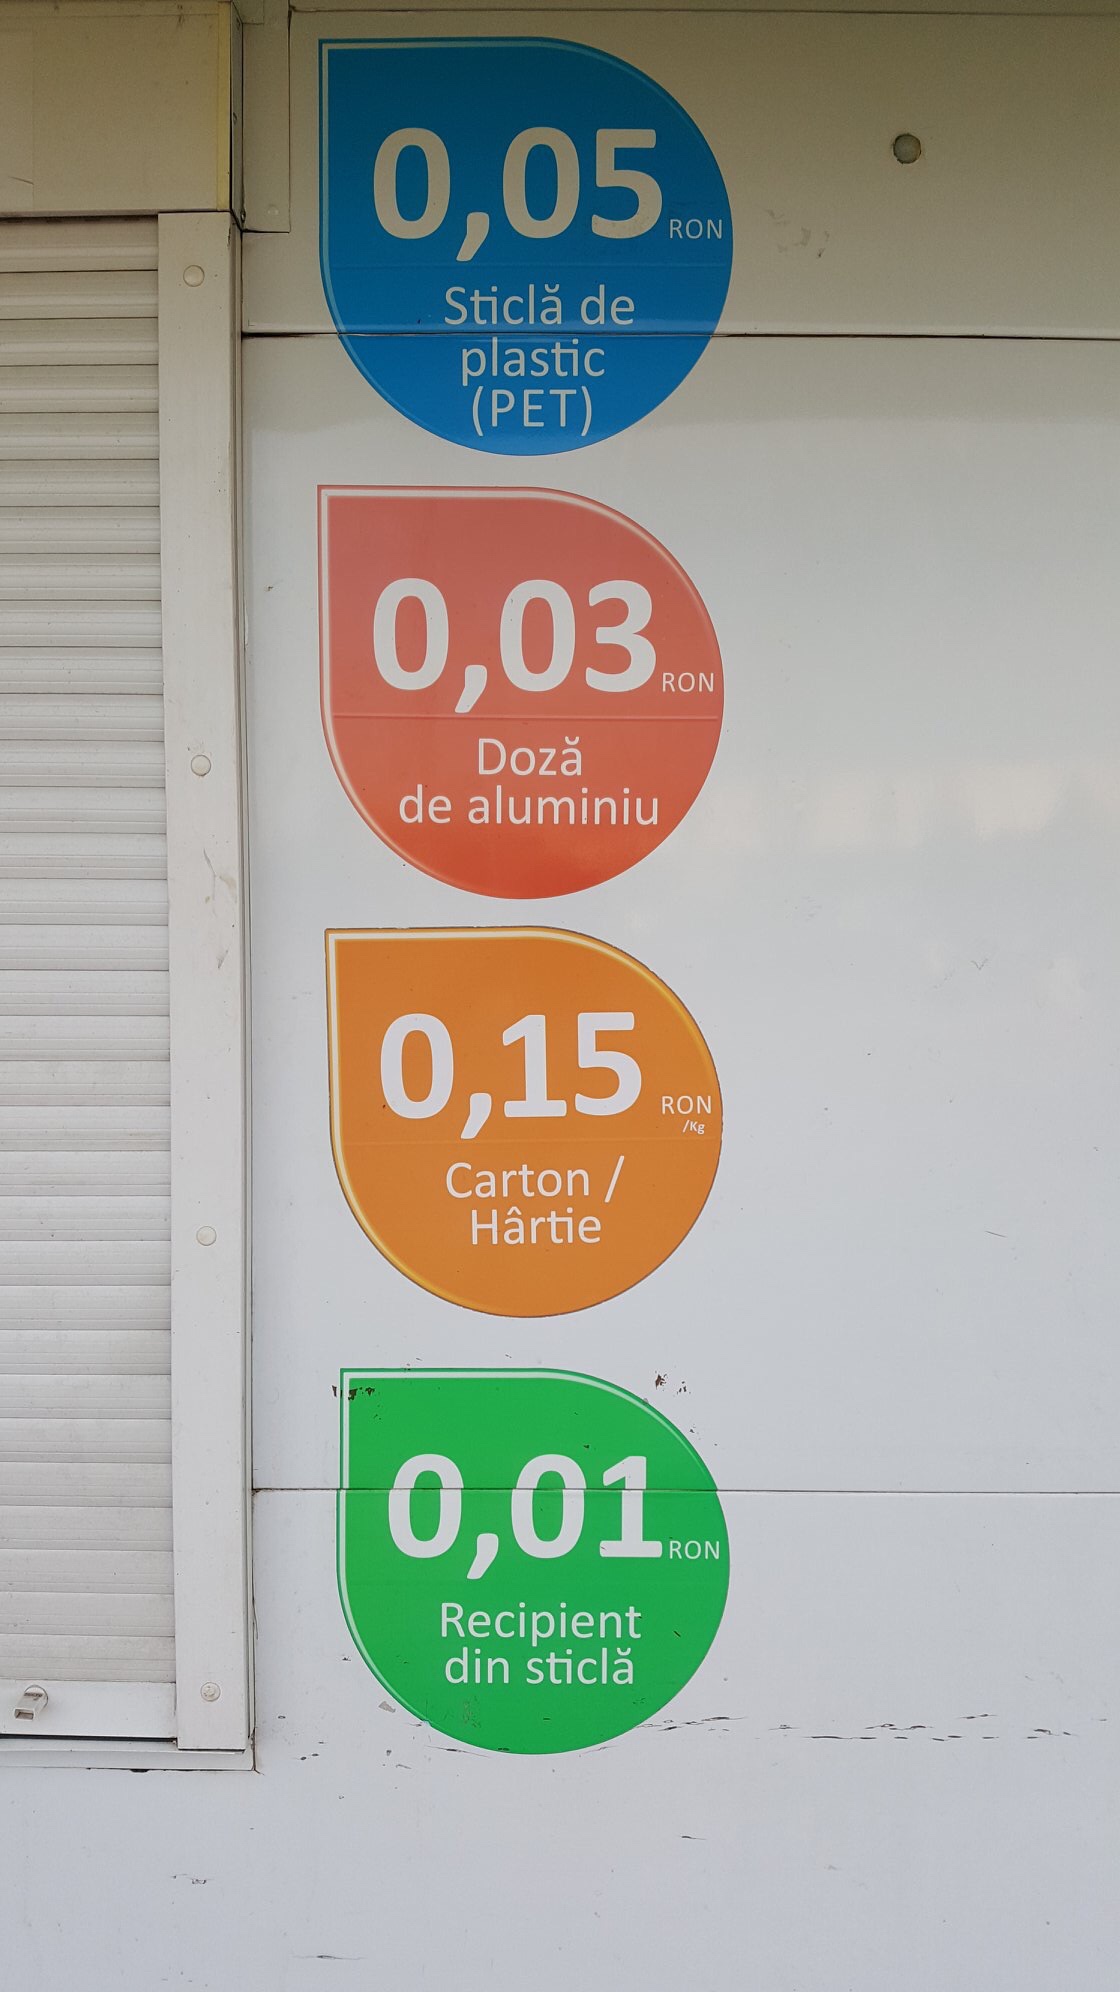 0,05 RON
Sticlă de
plastic
(PET)
0,03 RON
Doză
de aluminiu
0,15 RON
/Kg
Carton /
Hârtie
0,01 RON
Recipient
din sticlă